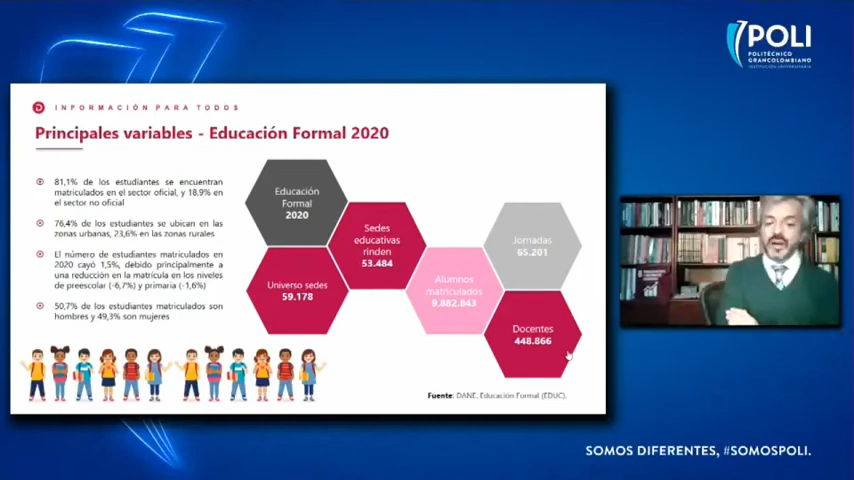 POLI
POLITÉCNICO
GRANCOLOMBIANO
INSTITUCIÓN UNIVERSITARIA
INFORMACIÓN PARA TODOS
Principales variables - Educación Formal 2020
81,1% de los estudiantes se encuentran
matriculados en el sector oficial, y 18,9% en
el sector no oficial
76,4% de los estudiantes se ubican en las
zonas urbanas, 23,6% en las zonas rurales
El número de estudiantes matriculados en
2020 cayó 1,5%, debido principalmente a
una reducción en la matrícula en los niveles
de preescolar (-6,7%) y primaria (-1,6%)
50,7% de los estudiantes matriculados son
hombres y 49,3% son mujeres
Educación
Formal
2020
Sedes
educativas
rinden
53.484
Universo sedes
59.178
Jornadas
65.201
Alumnos
matriculados
9.882.843
Docentes
448.866
Fuente: DANE, Educación Formal (EDUC).
SOMOS DIFERENTES, #SOMOSPOLI.